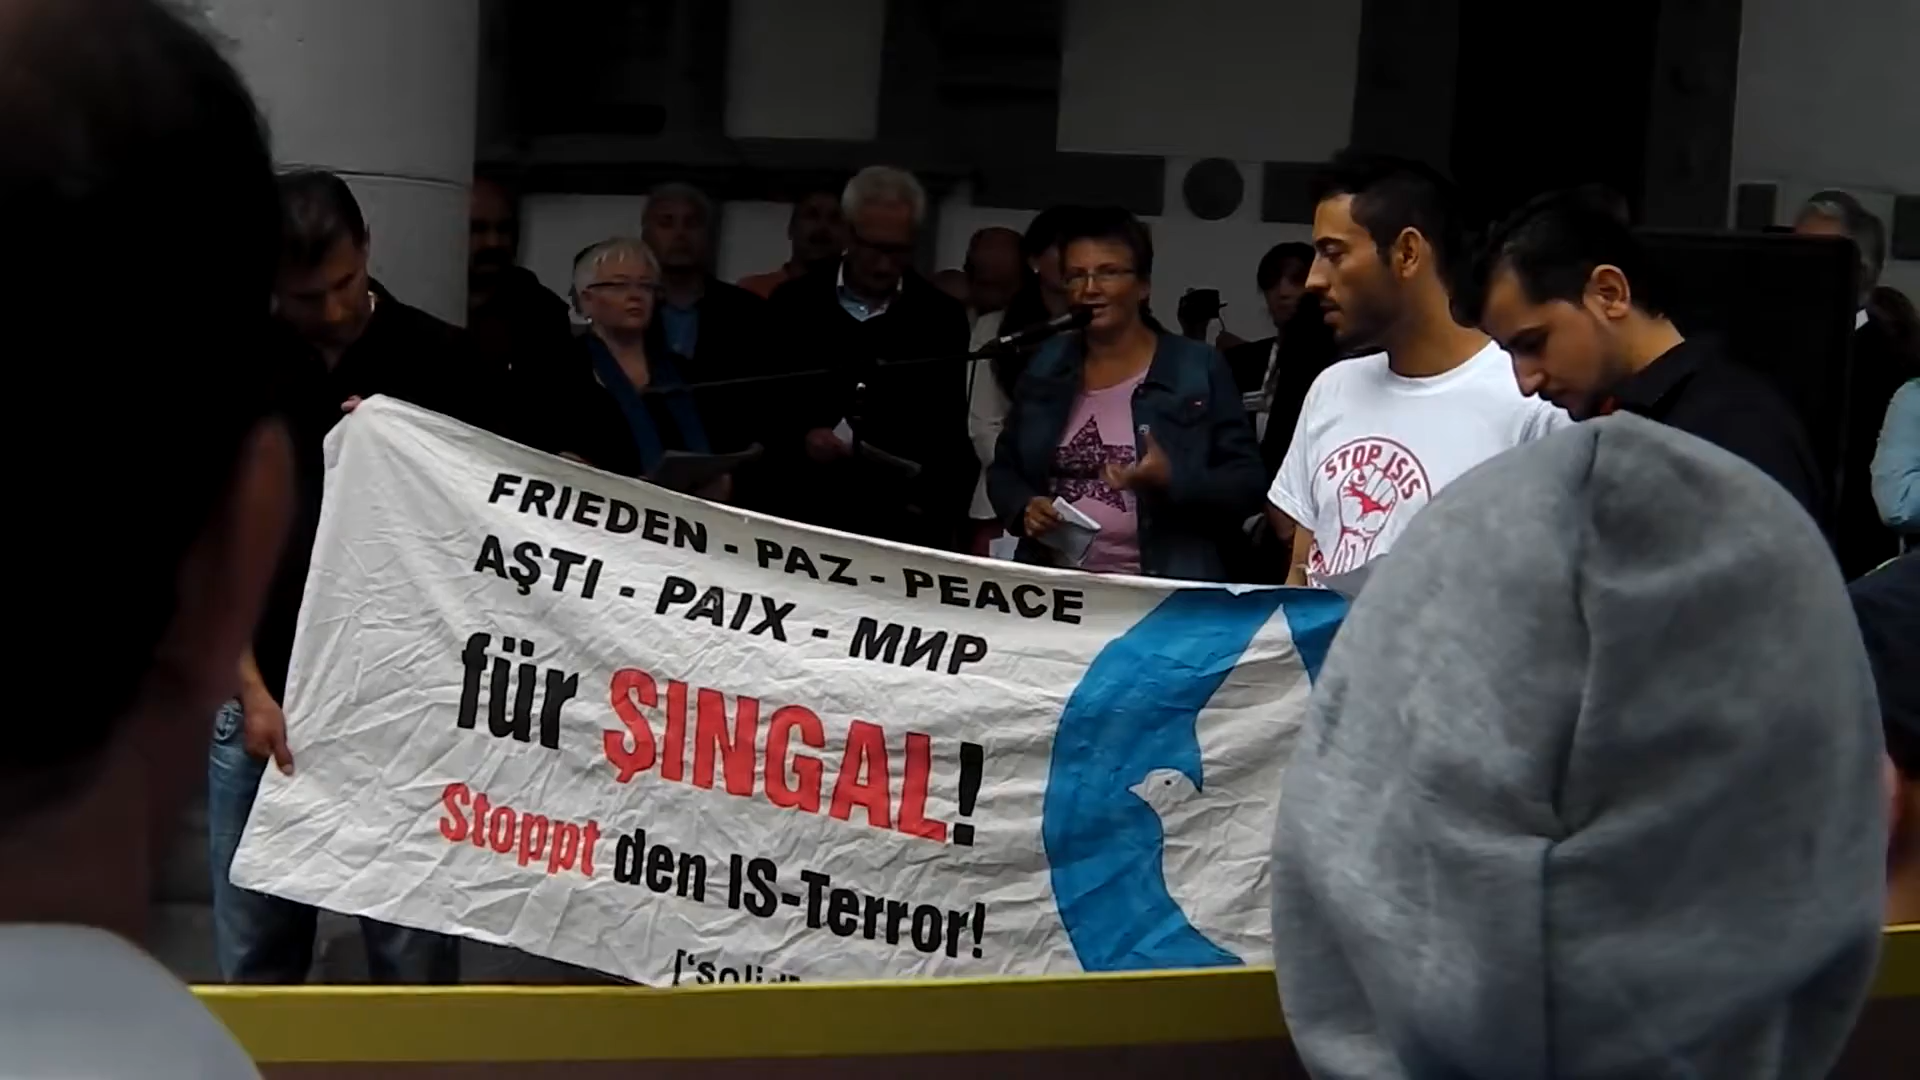 FRIEDEN - PAZ - PEACE
AŞTI - PAIX - МИР
für ŞINGAL!
Stoppt den IS-Terror!
STOP ISIS